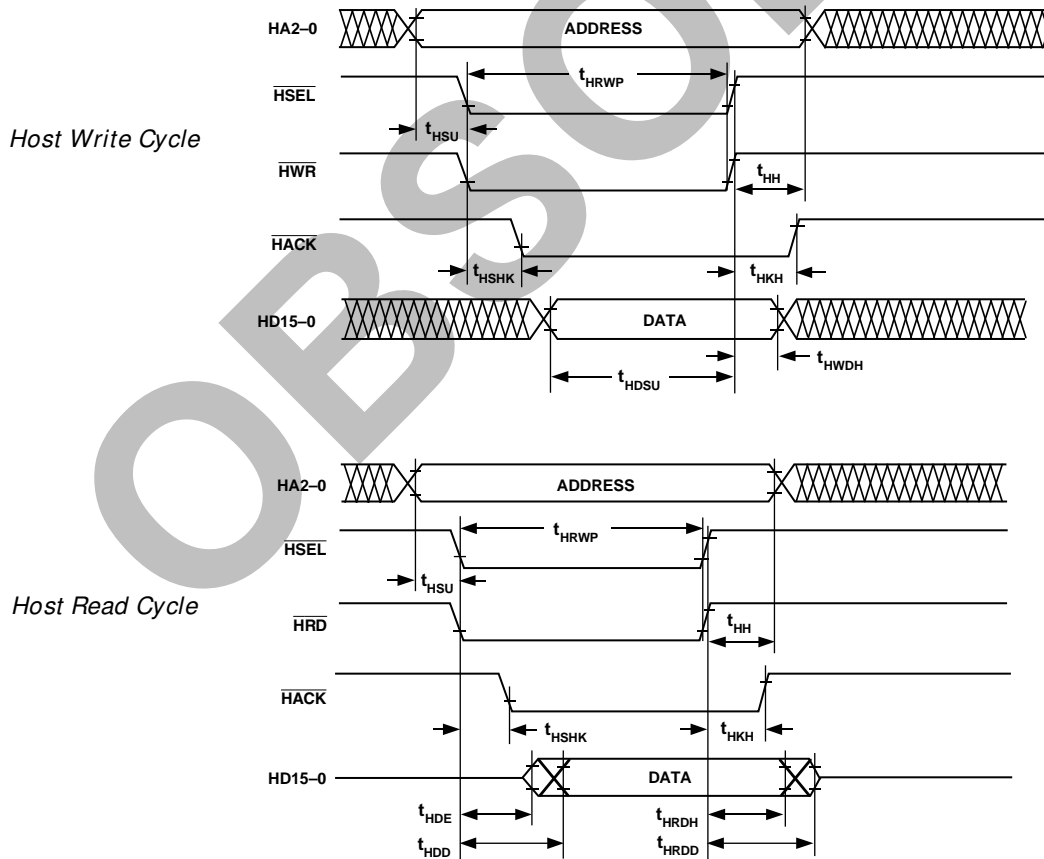 HA2–0
ADDRESS
HSEL
tHRWP
Host Write Cycle
tHSU
HWR
tHH
HACK
tHSHK
tHKH
HD15–0
DATA
tHWDH
tHDSU
HA2–0
ADDRESS
HSEL
tHRWP
tHSU
Host Read Cycle
HRD
tHH
HACK
tHSHK
tHKH
HD15–0
DATA
tHDE
tHRDH
tHDD
tHRDD
OBSO